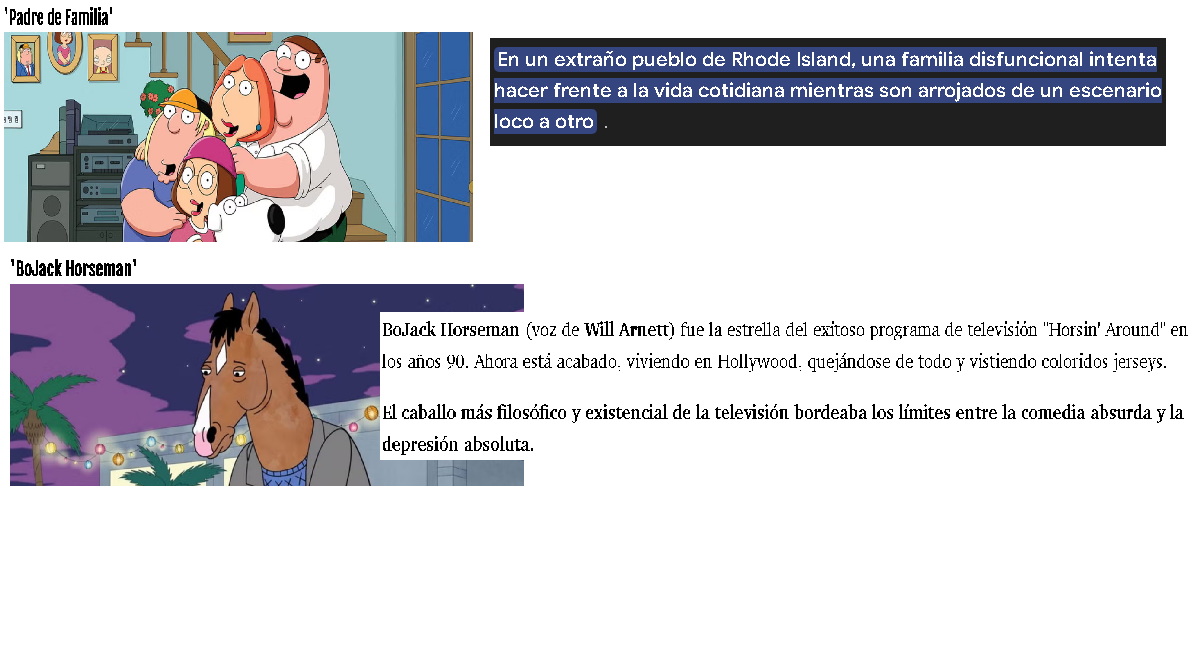 'Padre de Familia'
En un extraño pueblo de Rhode Island, una familia disfuncional intenta
hacer frente a la vida cotidiana mientras son arrojados de un escenario
loco a otro .
'BoJack Horseman'
BoJack Horseman (voz de Will Arnett) fue la estrella del exitoso programa de televisión "Horsin' Around" en
los años 90. Ahora está acabado, viviendo en Hollywood, quejándose de todo y vistiendo coloridos jerseys.
El caballo más filosófico y existencial de la televisión bordeaba los límites entre la comedia absurda y la
depresión absoluta.